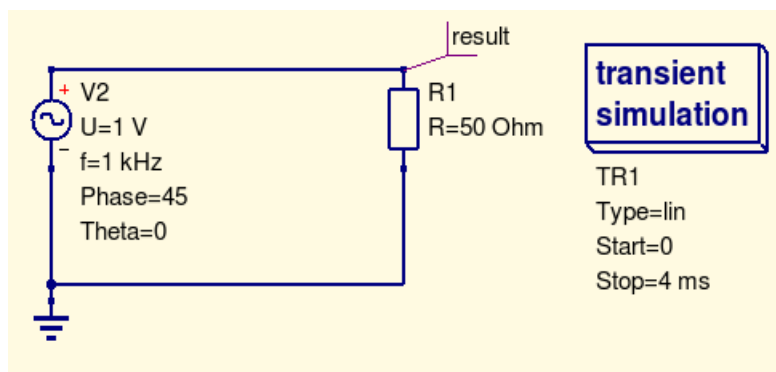 result
+ V2
U=1 V
− f=1 kHz
Phase=45
Theta=0
R1
R=50 Ohm
transient
simulation
TR1
Type=lin
Start=0
Stop=4 ms